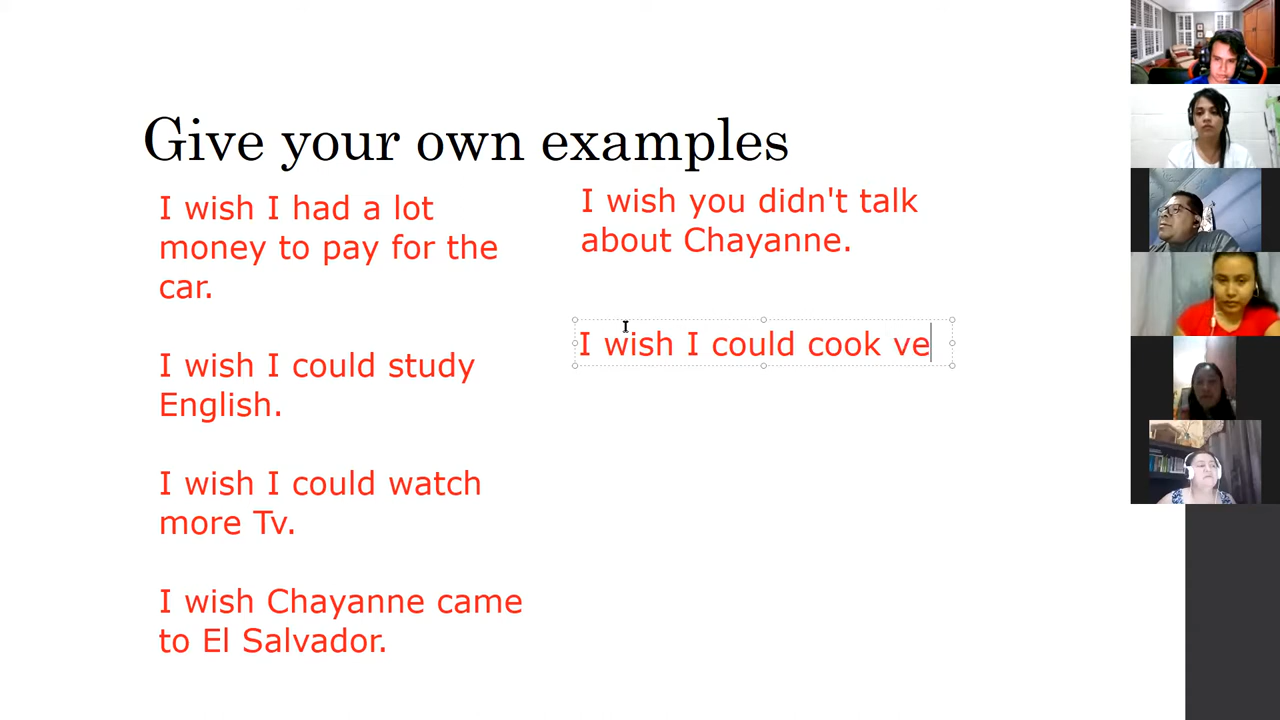 Give your own examples
I wish I had a lot
money to pay for the
car.
I wish I could study
English.
I wish I could watch
more Tv.
I wish Chayanne came
to El Salvador.
I wish you didn't talk
about Chayanne.
I wish I could cook ve